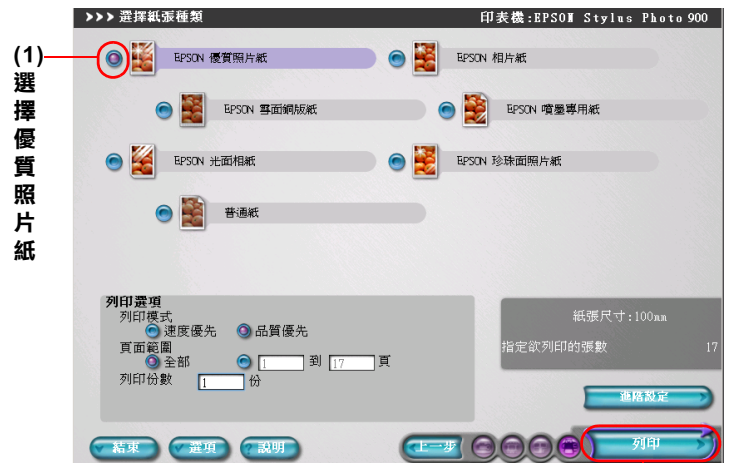 >>> 選擇紙張種類
印表機:EPSON Stylus Photo 900
(1)選擇優質照片紙
EPSON 優質照片紙
EPSON 相片紙
EPSON 雪面銅版紙
EPSON 噴墨專用紙
EPSON 光面相紙
EPSON 珍珠面照片紙
普通紙
列印選項
列印模式
速度優先 品質優先
頁面範圍
全部 1 到 17 頁
列印份數 1 份
紙張尺寸:100mm
指定欲列印的張數 17
進階設定
結束 選項 ? 說明 上一步 列印